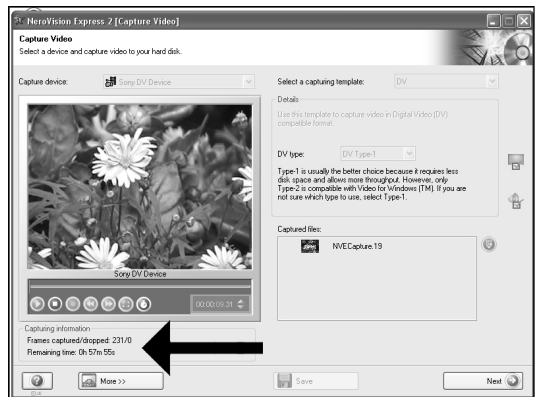 NeroVision Express 2 [Capture Video]
Capture Video
Select a device and capture video to your hard disk.
Capture device:
Sony DV Device
Select a capturing template:
DV
Details
Use this template to capture video in Digital Video (DV)
compatible format.
DV type:
DV Type-1
Type-1 is usually the better choice because it requires less
disk space and allows more throughput. However, only
Type-2 is compatible with Video for Windows (TM). If you are
not sure which type to use, select Type-1.
Sony DV Device
00:00:09.31
Captured files:
NVECapture.19
Capturing information
Frames captured/dropped: 231/0
Remaining time: 0h 57m 55s
More >>
Save
Next